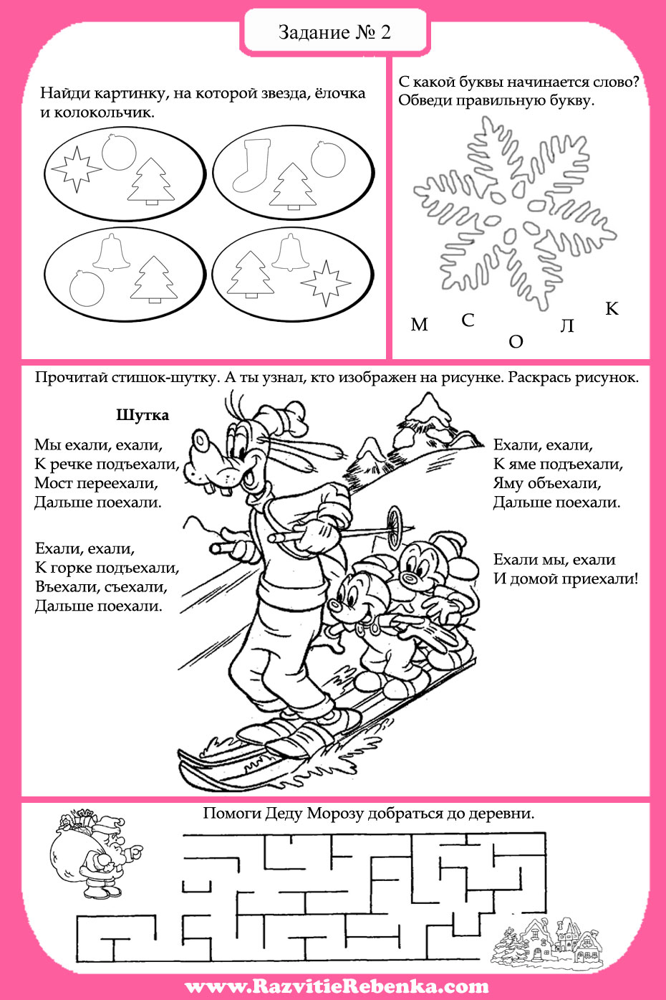 Задание № 2
Найди картинку, на которой звезда, ёлочка
и колокольчик.
С какой буквы начинается слово?
Обведи правильную букву.
М С О Л К
Прочитай стишок-шутку. А ты узнал, кто изображен на рисунке. Раскрась рисунок.
Шутка
Мы ехали, ехали,
К речке подъехали,
Мост переехали,
Дальше поехали.
Ехали, ехали,
К горке подъехали,
Въехали, съехали,
Дальше поехали.
Ехали, ехали,
К яме подъехали,
Яму объехали,
Дальше поехали.
Ехали мы, ехали
И домой приехали!
Помоги Деду Морозу добраться до деревни.
www.RazvitieRebenka.com